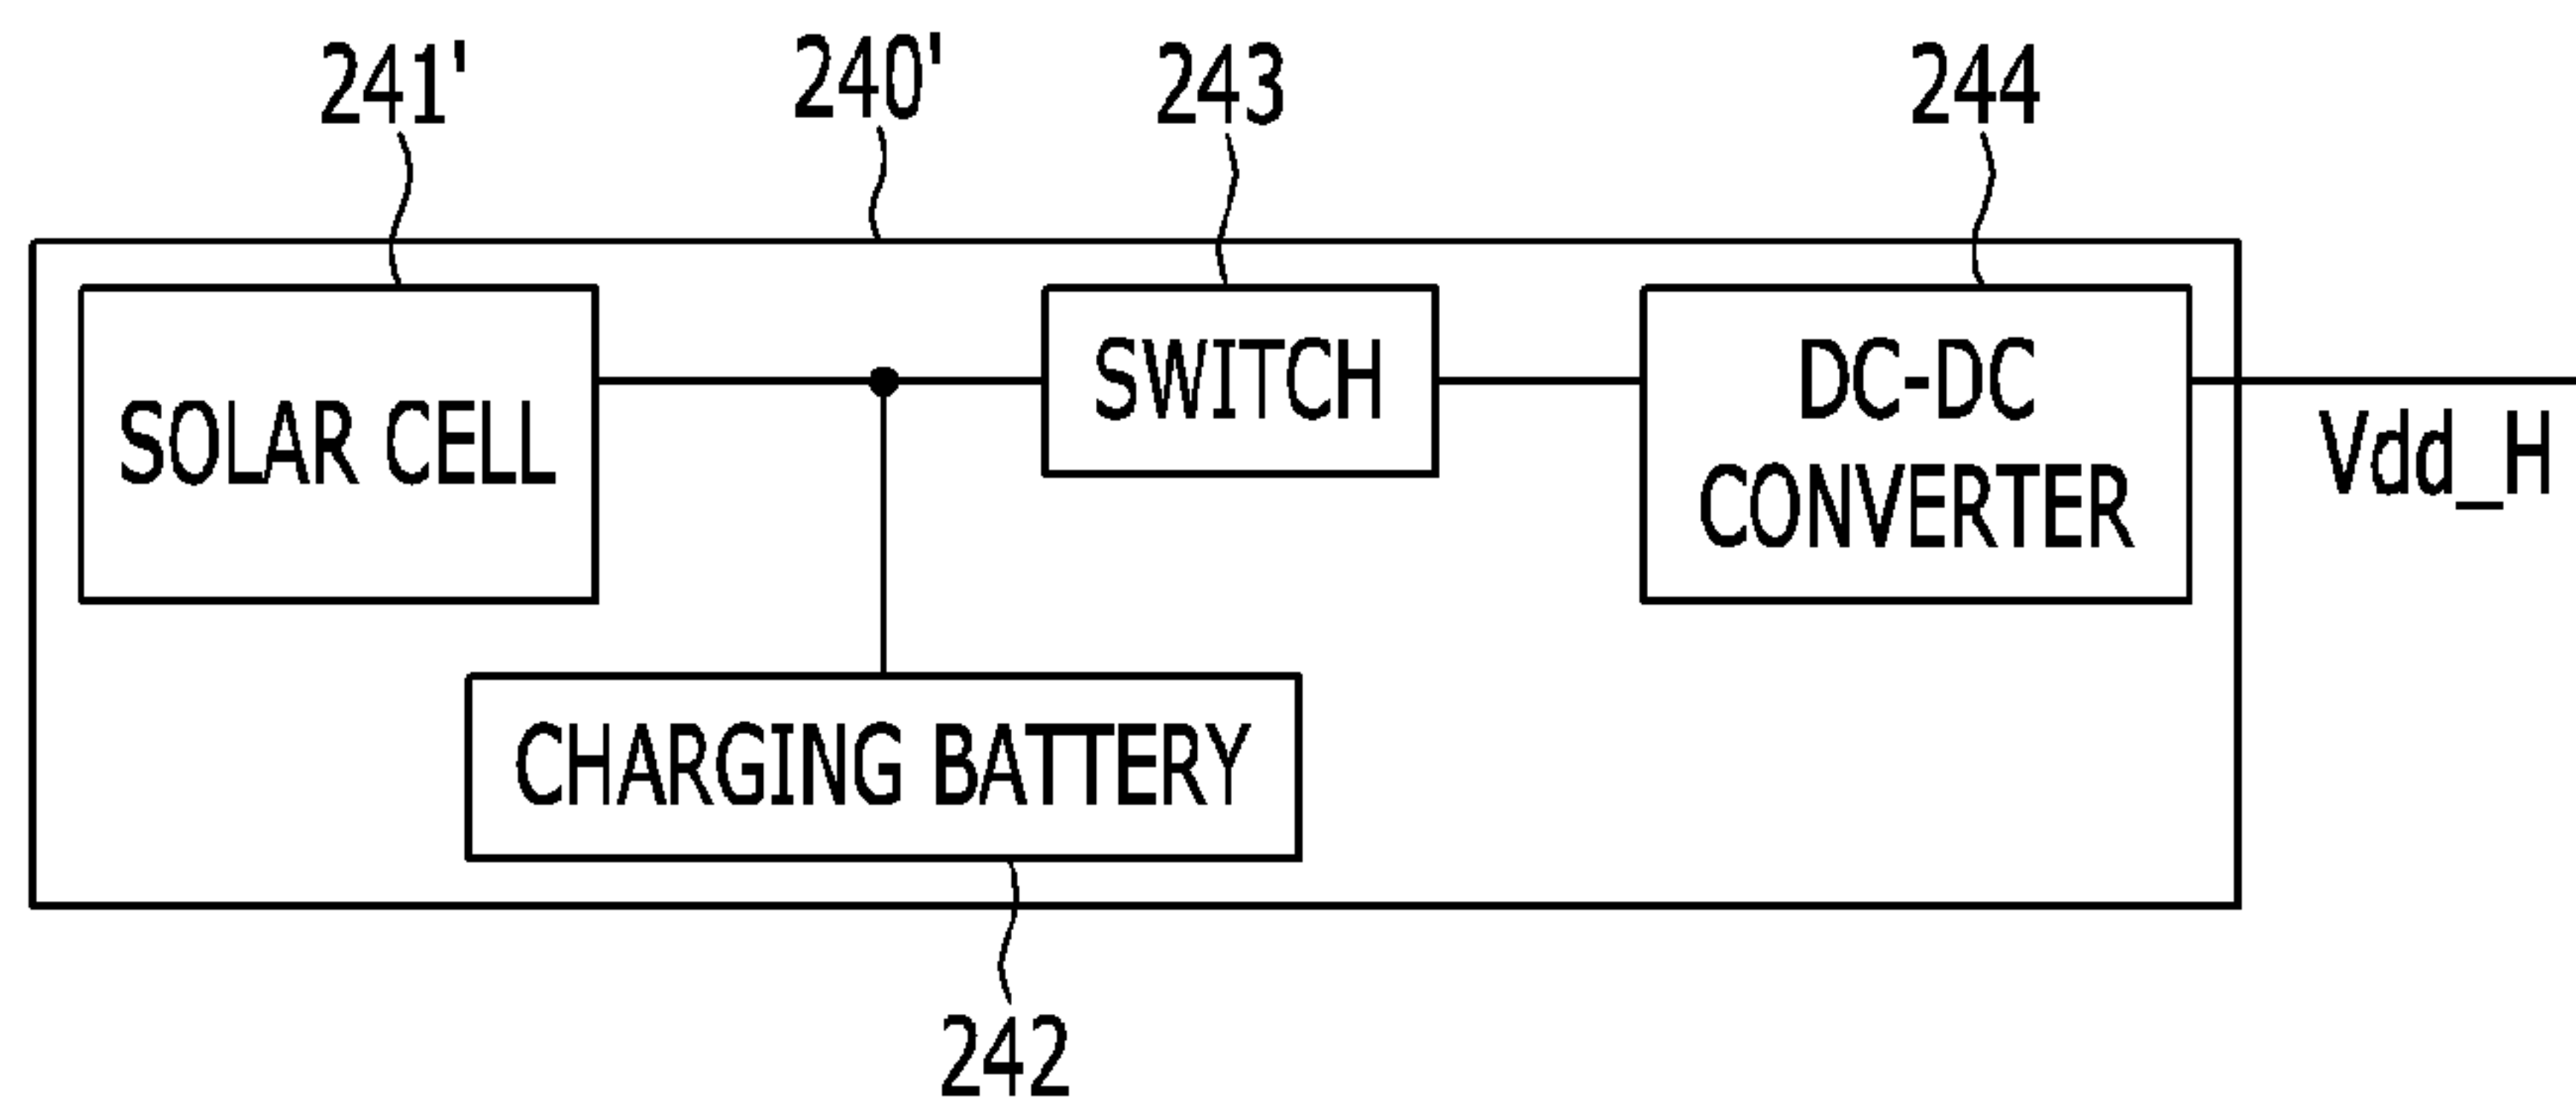 241'
240'
243
244
SOLAR CELL
SWITCH
DC-DC
CONVERTER
Vdd_H
CHARGING BATTERY
242